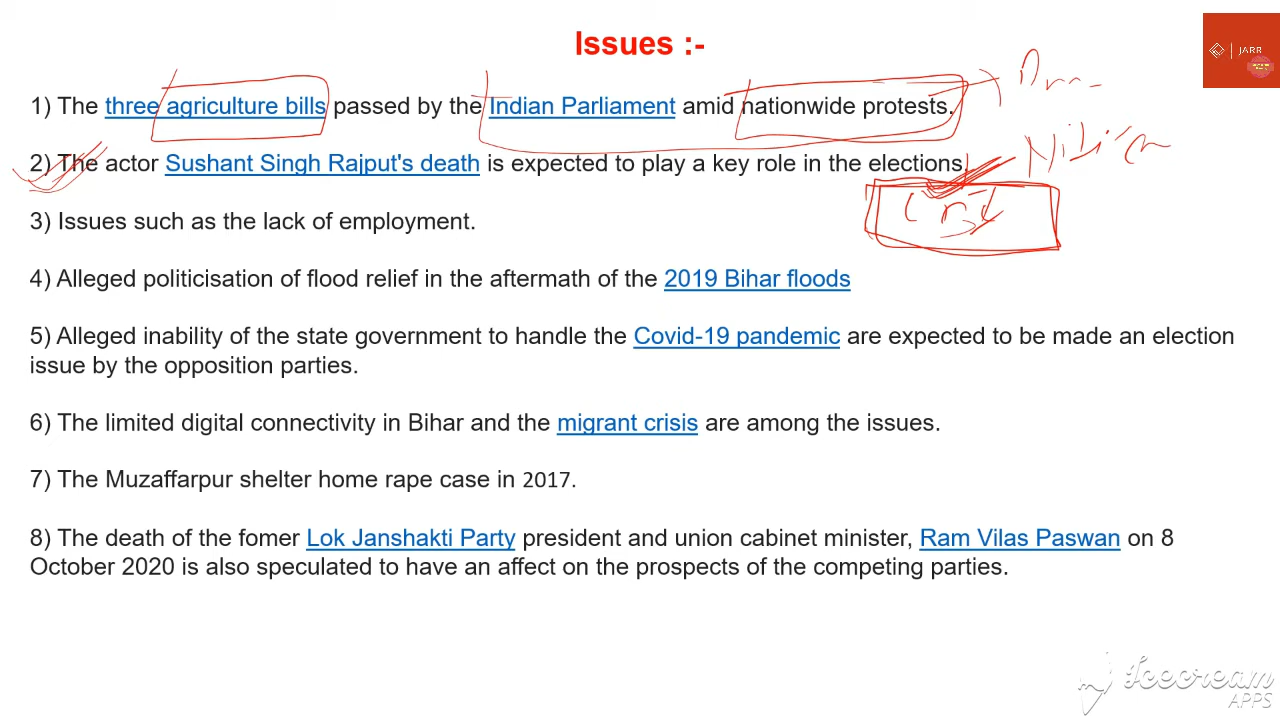 Issues :-
JARR
1) The three agriculture bills passed by the Indian Parliament amid nationwide protests.
2) The actor Sushant Singh Rajput's death is expected to play a key role in the elections.
Nitish
CBI
3) Issues such as the lack of employment.
4) Alleged politicisation of flood relief in the aftermath of the 2019 Bihar floods
5) Alleged inability of the state government to handle the Covid-19 pandemic are expected to be made an election
issue by the opposition parties.
6) The limited digital connectivity in Bihar and the migrant crisis are among the issues.
7) The Muzaffarpur shelter home rape case in 2017.
8) The death of the fomer Lok Janshakti Party president and union cabinet minister, Ram Vilas Paswan on 8
October 2020 is also speculated to have an affect on the prospects of the competing parties.
Icecream
APPS